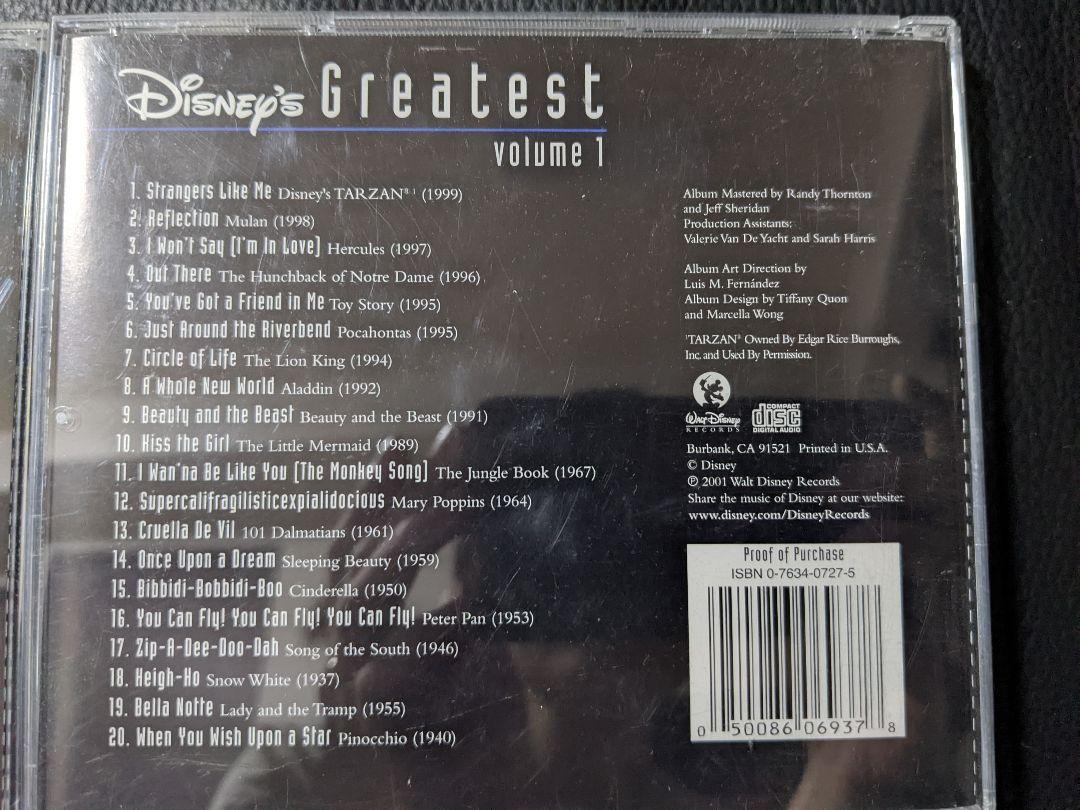 Disney's Greatest
volume 1
1. Strangers Like Me Disney's TARZAN® ¹ (1999)
2. Reflection Mulan (1998)
3. I Won't Say (I'm In Love) Hercules (1997)
4. Out There The Hunchback of Notre Dame (1996)
5. You've Got a Friend in Me Toy Story (1995)
6. Just Around the Riverbend Pocahontas (1995)
7. Circle of Life The Lion King (1994)
8. A Whole New World Aladdin (1992)
9. Beauty and the Beast Beauty and the Beast (1991)
10. Kiss the Girl The Little Mermaid (1989)
11. I Wan'na Be Like You (The Monkey Song) The Jungle Book (1967)
12. Supercalifragilisticexpialidocious Mary Poppins (1964)
13. Cruella De Vil 101 Dalmatians (1961)
14. Once Upon a Dream Sleeping Beauty (1959)
15. Bibbidi-Bobbidi-Boo Cinderella (1950)
16. You Can Fly! You Can Fly! You Can Fly! Peter Pan (1953)
17. Zip-A-Dee-Doo-Dah Song of the South (1946)
18. Heigh-Ho Snow White (1937)
19. Bella Notte Lady and the Tramp (1955)
20. When You Wish Upon a Star Pinocchio (1940)
Album Mastered by Randy Thornton
and Jeff Sheridan
Production Assistants:
Valerie Van De Yacht and Sarah Harris
Album Art Direction by
Luis M. Fernández
Album Design by Tiffany Quon
and Marcella Wong
¹TARZAN® Owned By Edgar Rice Burroughs,
Inc. and Used By Permission.
WALT DISNEY
RECORDS
COMPACT
disc
DIGITAL AUDIO
Burbank, CA 91521 Printed in U.S.A.
© Disney
℗ 2001 Walt Disney Records
Share the music of Disney at our website:
www.disney.com/DisneyRecords
Proof of Purchase
ISBN 0-7634-0727-5
0 50086 06937 8